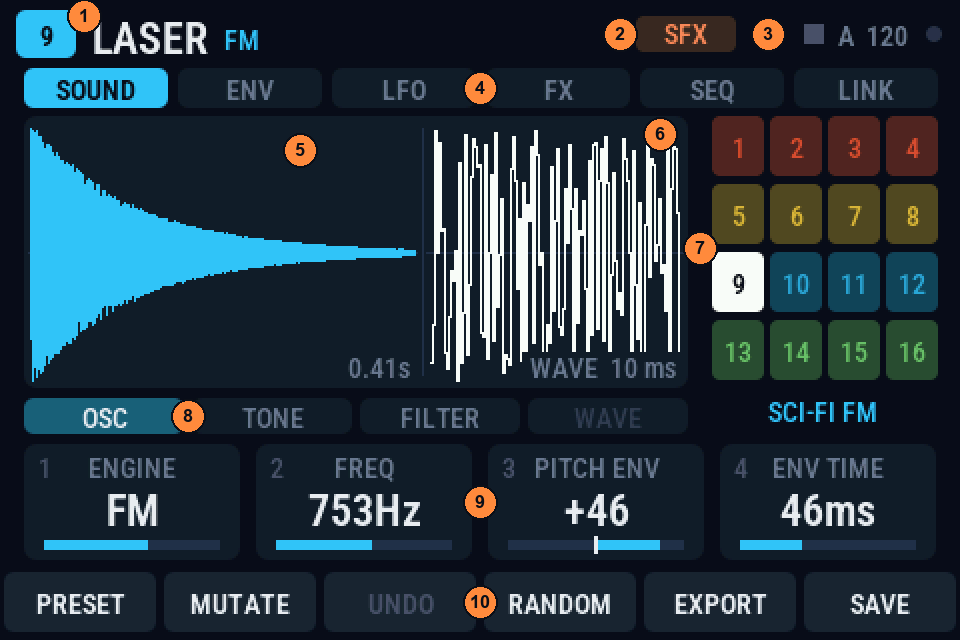 9 1 LASER FM 2 SFX 3 A 120
SOUND ENV LFO 4 FX SEQ LINK
5 6
1 2 3 4
5 6 7 8
7
9 10 11 12
13 14 15 16
0.41s WAVE 10 ms
OSC 8 TONE FILTER WAVE SCI-FI FM
1 ENGINE 2 FREQ 3 PITCH ENV 4 ENV TIME
FM 753Hz 9 +46 46ms
PRESET MUTATE UNDO 10 RANDOM EXPORT SAVE